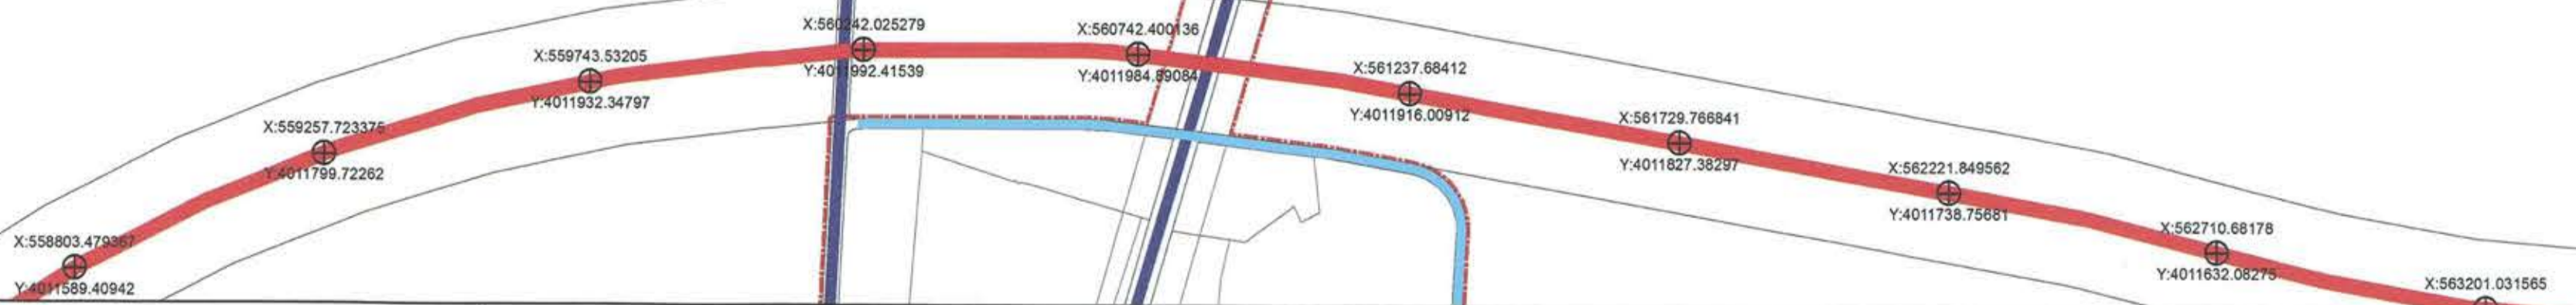 X:558803.479367
Y:4011589.40942
X:559257.723375
Y:4011799.72262
X:559743.53205
Y:4011932.34797
X:560242.025279
Y:4011992.41539
X:560742.400136
Y:4011984.89084
X:561237.68412
Y:4011916.00912
X:561729.766841
Y:4011827.38297
X:562221.849562
Y:4011738.75681
X:562710.68178
Y:4011632.08275
X:563201.031565